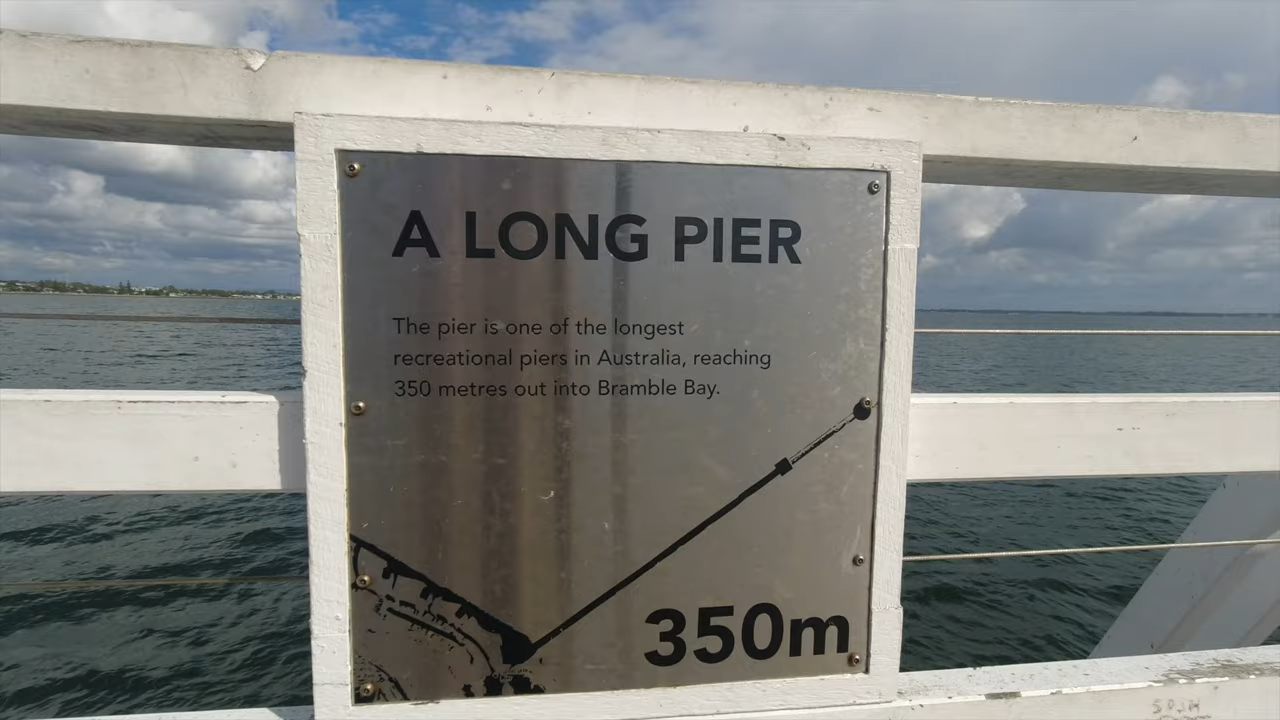 A LONG PIER
The pier is one of the longest
recreational piers in Australia, reaching
350 metres out into Bramble Bay.
350m